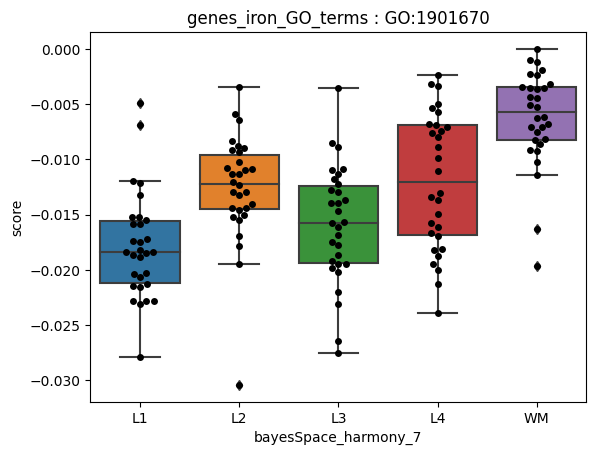 genes_iron_GO_terms : GO:1901670
0.000
−0.005
−0.010
−0.015
−0.020
−0.025
−0.030
score
L1 L2 L3 L4 WM
bayesSpace_harmony_7